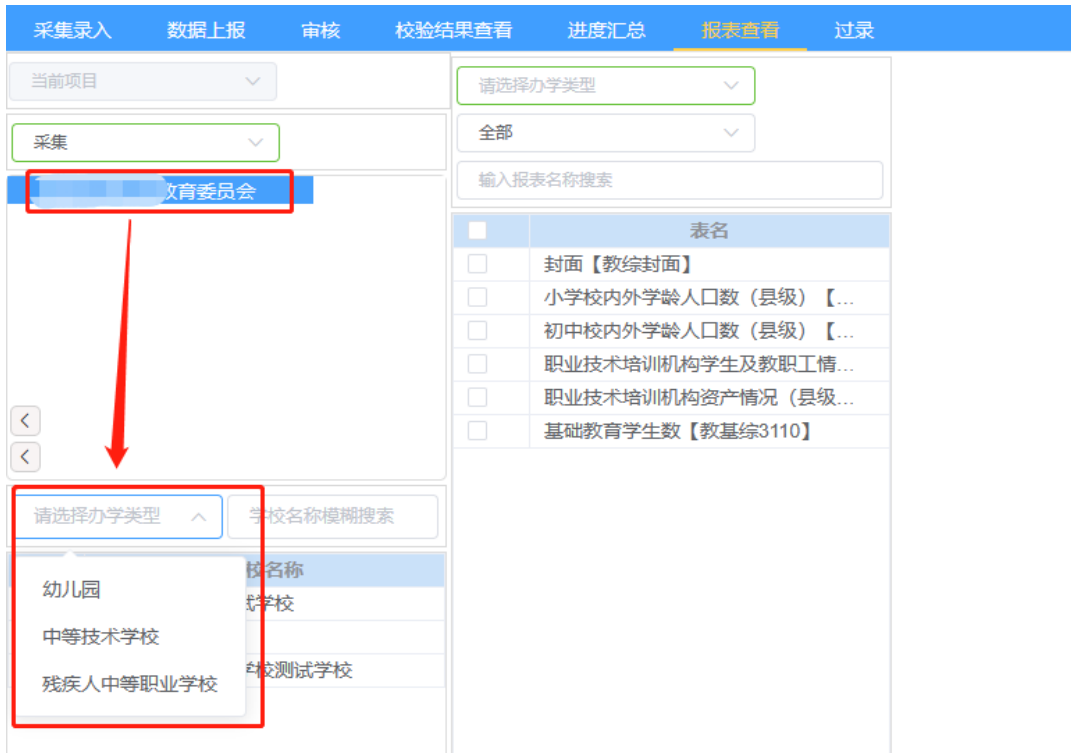 采集录入 数据上报 审核 校验结果查看 进度汇总 报表查看 过录
当前项目
采集
教育委员会
请选择办学类型 学校名称模糊搜索
校名称
幼儿园
试学校
中等技术学校
学校测试学校
残疾人中等职业学校
请选择办学类型
全部
输入报表名称搜索
表名
封面【教综封面】
小学校内外学龄人口数（县级）【...
初中校内外学龄人口数（县级）【...
职业技术培训机构学生及教职工情...
职业技术培训机构资产情况（县级...
基础教育学生数【教基综3110】